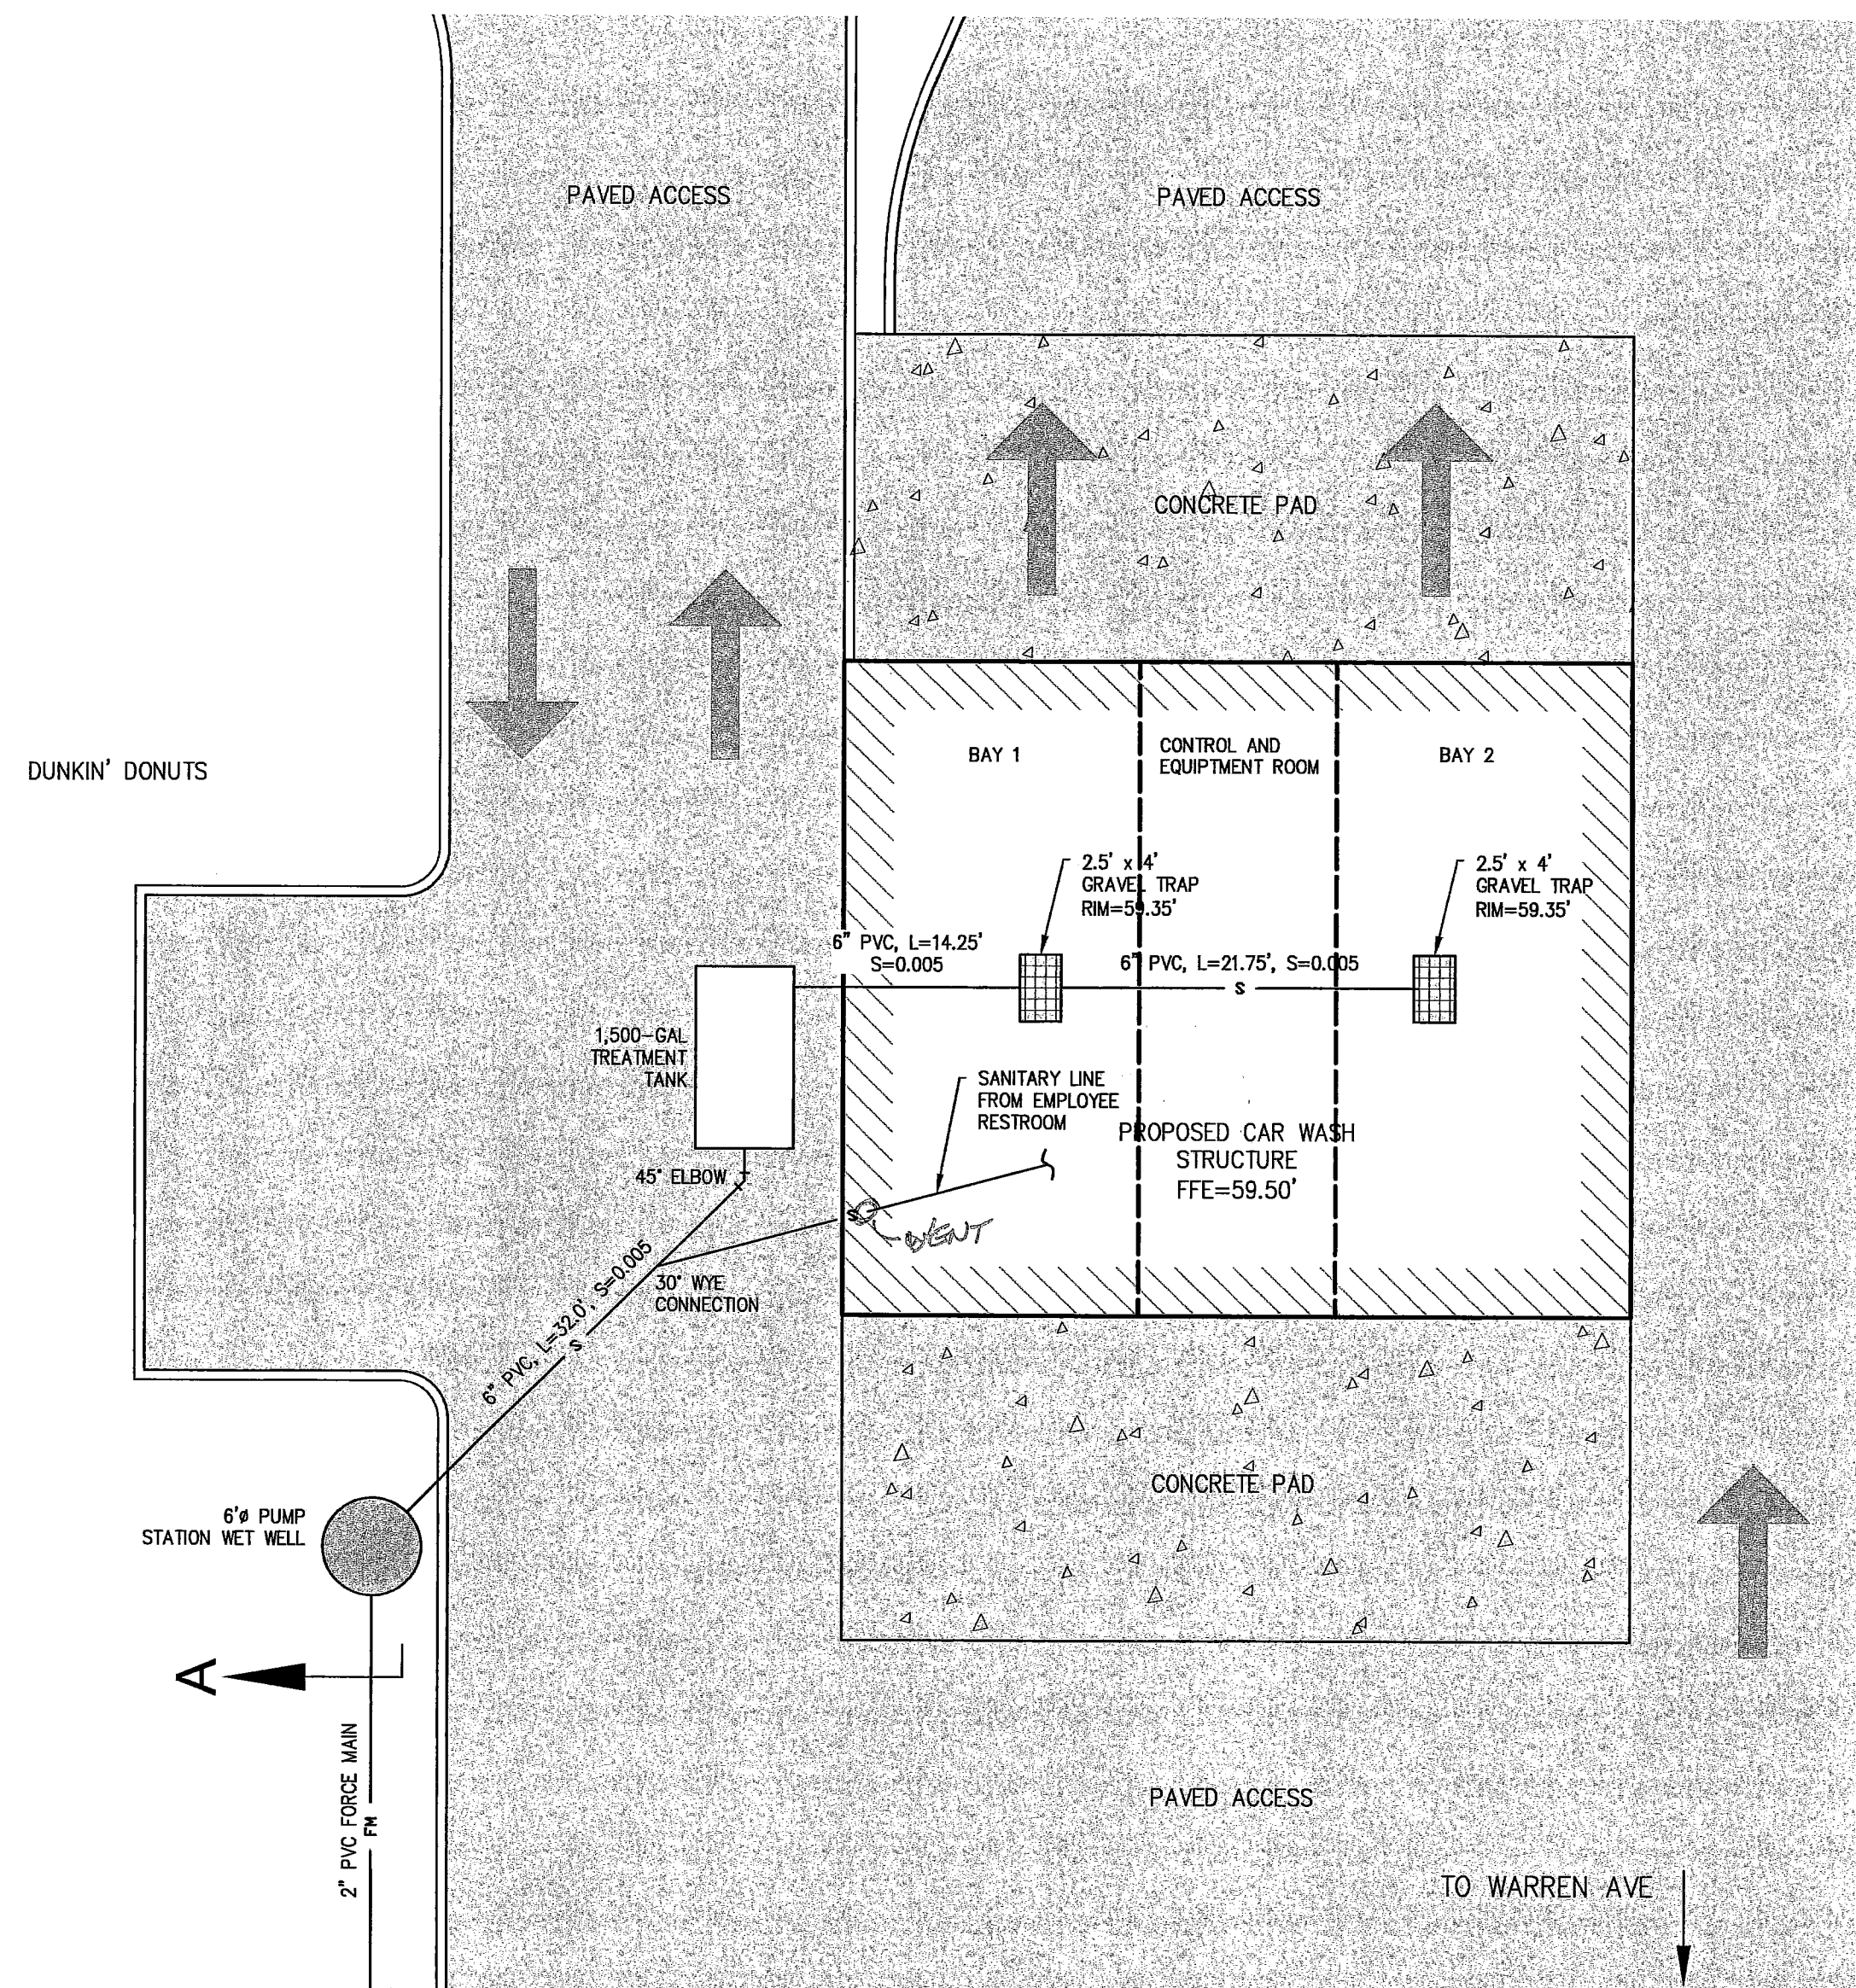 PAVED ACCESS
PAVED ACCESS
CONCRETE PAD
DUNKIN' DONUTS
BAY 1
CONTROL AND
EQUIPTMENT ROOM
BAY 2
2.5' x 4'
GRAVEL TRAP
RIM=59.35'
2.5' x 4'
GRAVEL TRAP
RIM=59.35'
6" PVC, L=14.25'
S=0.005
6" PVC, L=21.75', S=0.005
S
1,500-GAL
TREATMENT
TANK
SANITARY LINE
FROM EMPLOYEE
RESTROOM
PROPOSED CAR WASH
STRUCTURE
FFE=59.50'
45° ELBOW
S
VENT
30° WYE
CONNECTION
6" PVC, L=32.0', S=0.005
S
CONCRETE PAD
6'ø PUMP
STATION WET WELL
A
2" PVC FORCE MAIN
FM
PAVED ACCESS
TO WARREN AVE